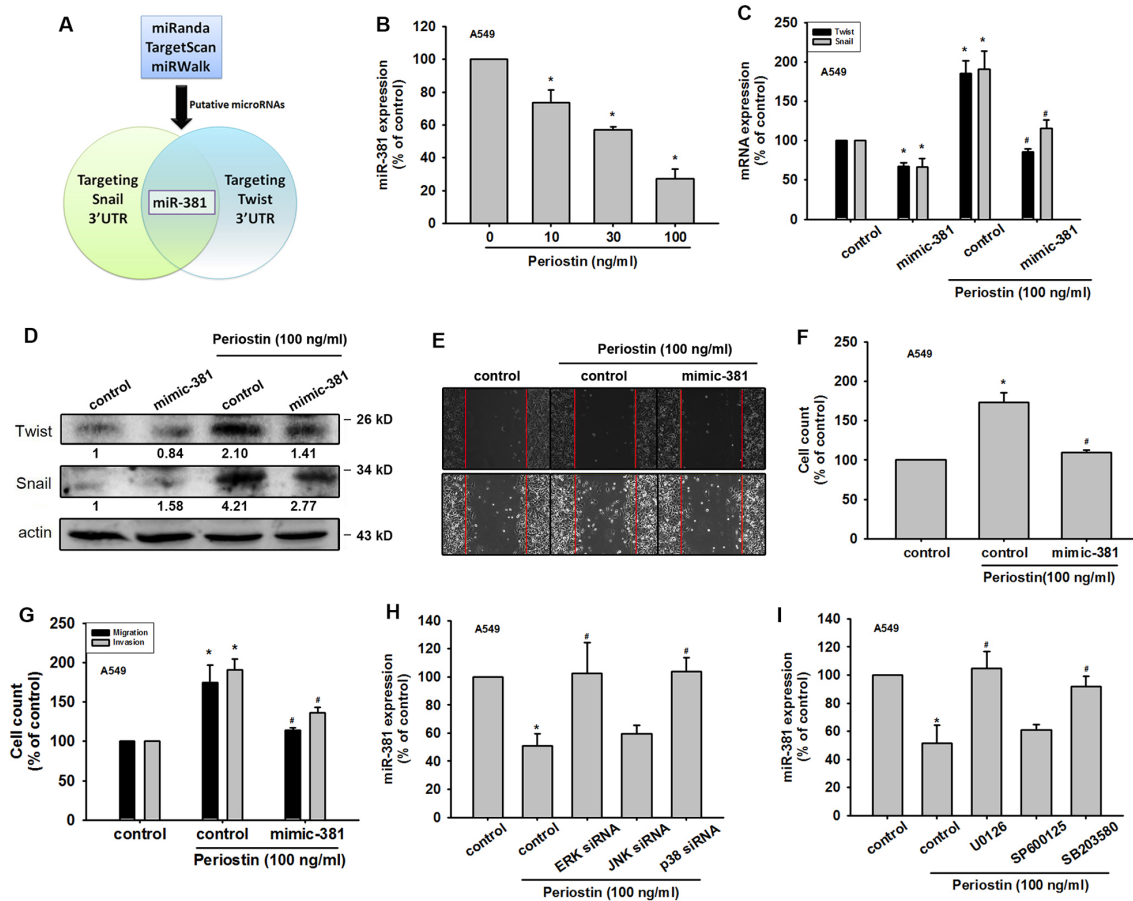 A
miRanda
TargetScan
miRWalk
Putative microRNAs
Targeting
Snail
3'UTR
miR-381
Targeting
Twist
3'UTR
B
A549
miR-381 expression
(% of control)
140
120
100
80
60
40
20
0
*
*
*
0 10 30 100
Periostin (ng/ml)
C
Twist
Snail
A549
mRNA expression
(% of control)
250
200
150
100
50
0
* *
* *
# #
control
mimic-381
control
mimic-381
Periostin (100 ng/ml)
D
Periostin (100 ng/ml)
control
mimic-381
control
mimic-381
Twist
– 26 kD
1 0.84 2.10 1.41
Snail
– 34 kD
1 1.58 4.21 2.77
actin
– 43 kD
E
Periostin (100 ng/ml)
control control mimic-381
F
A549
Cell count
(% of control)
250
200
150
100
50
0
*
#
control control mimic-381
Periostin(100 ng/ml)
G
Migration
Invasion
A549
Cell count
(% of control)
250
200
150
100
50
0
* *
# #
control control mimic-381
Periostin (100 ng/ml)
H
A549
miR-381 expression
(% of control)
140
120
100
80
60
40
20
0
*
#
#
control
control
ERK siRNA
JNK siRNA
p38 siRNA
Periostin (100 ng/ml)
I
A549
miR-381 expression
(% of control)
140
120
100
80
60
40
20
0
*
#
#
control
control
U0126
SP600125
SB203580
Periostin (100 ng/ml)